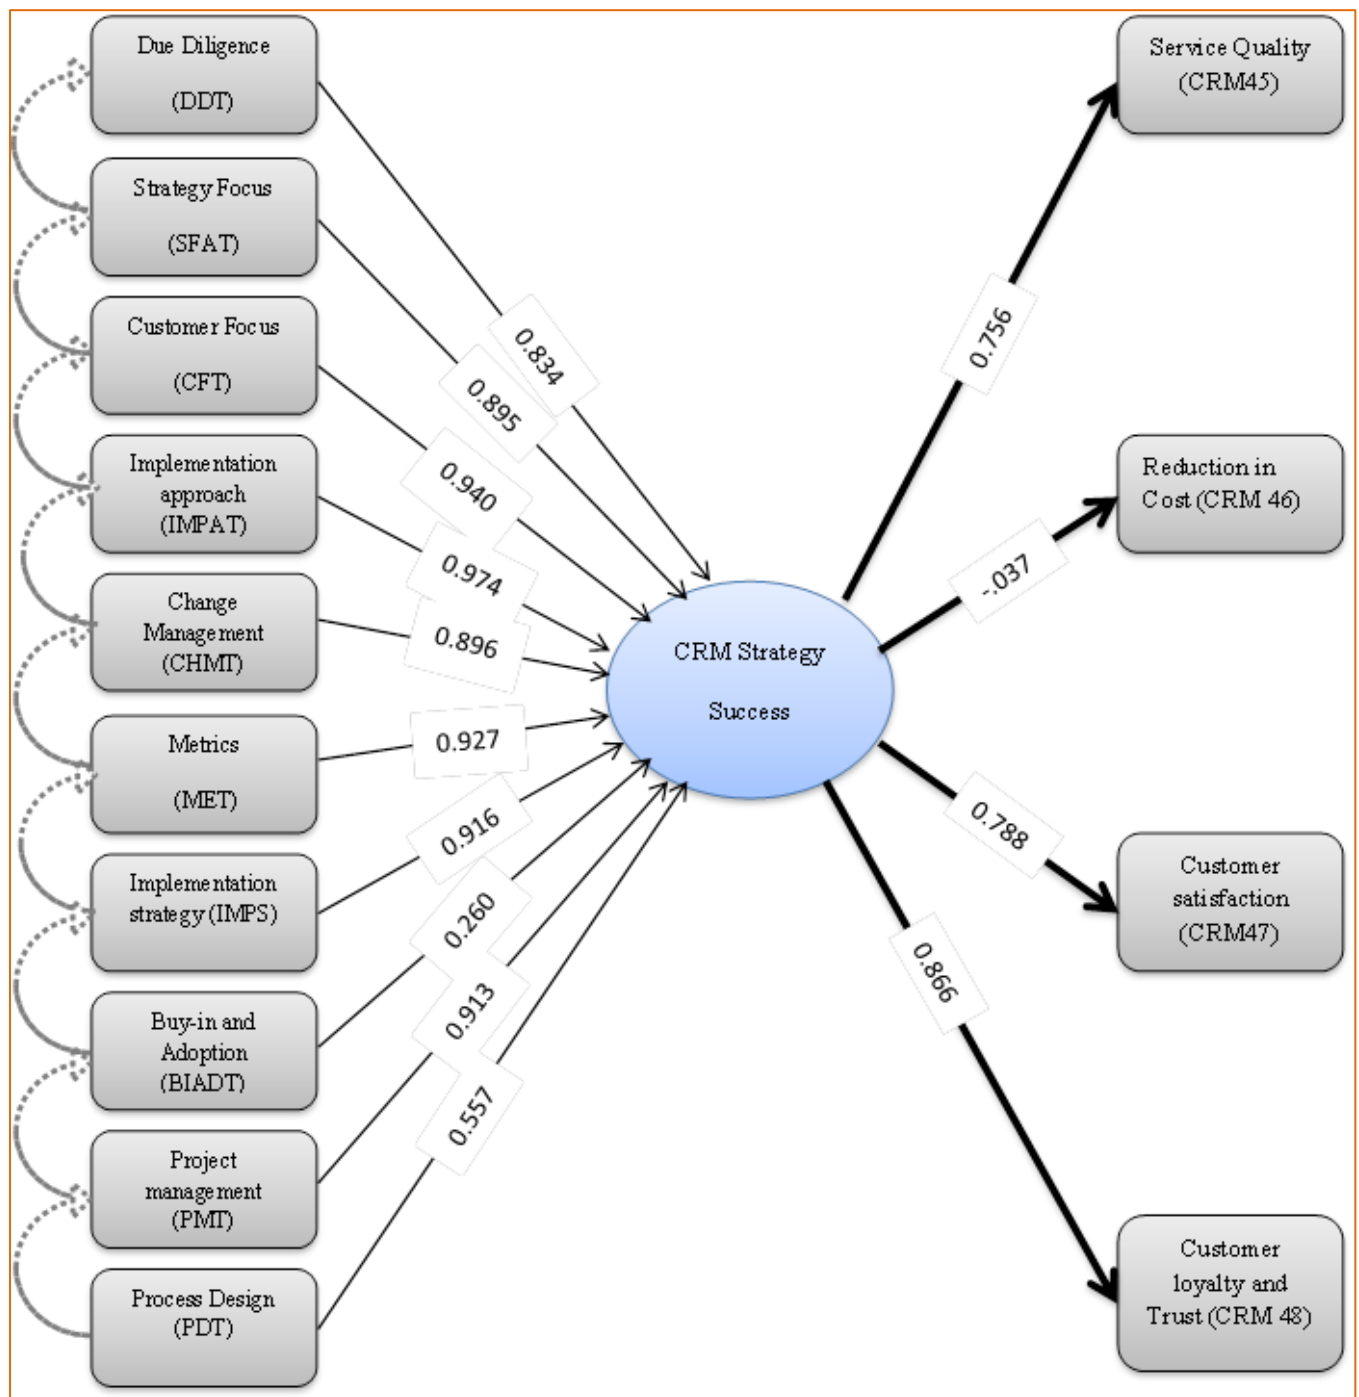 Due Diligence
(DDT)
Strategy Focus
(SFAT)
Customer Focus
(CFT)
Implementation
approach
(IMPAT)
Change
Management
(CHMT)
Metrics
(MET)
Implementation
strategy (IMPS)
Buy-in and
Adoption
(BIADT)
Project
management
(PMT)
Process Design
(PDT)
0.834
0.895
0.940
0.974
0.896
0.927
0.916
0.260
0.913
0.557
CRM Strategy
Success
0.756
-.037
0.788
0.866
Service Quality
(CRM45)
Reduction in
Cost (CRM 46)
Customer
satisfaction
(CRM47)
Customer
loyalty and
Trust (CRM 48)